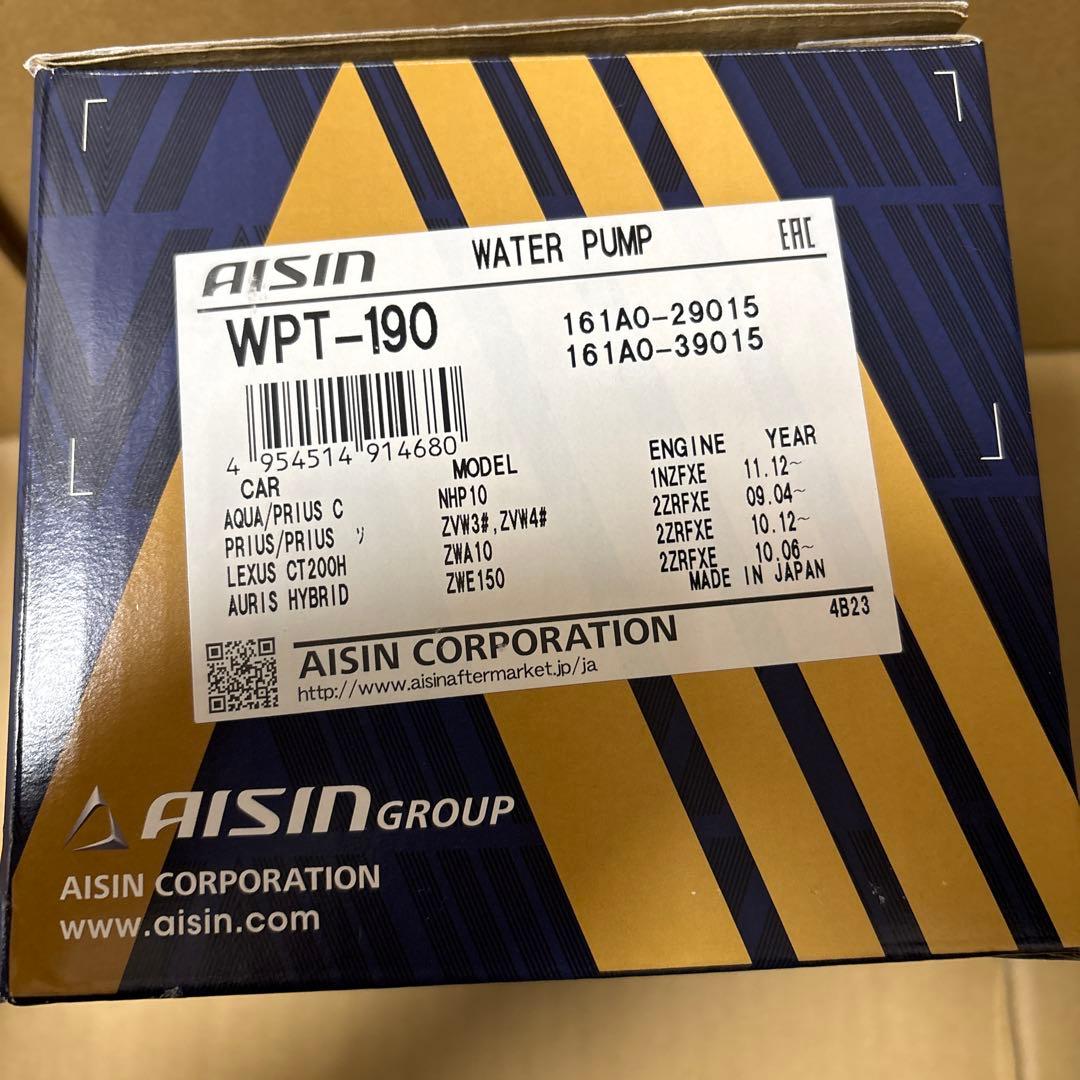 AISIN WATER PUMP EAC
WPT-190 161A0-29015
161A0-39015
4 954514 914680
CAR MODEL ENGINE YEAR
AQUA/PRIUS C NHP10 1NZFXE 11.12~
PRIUS/PRIUS ソ ZVW3#,ZVW4# 2ZRFXE 09.04~
LEXUS CT200H ZWA10 2ZRFXE 10.12~
AURIS HYBRID ZWE150 2ZRFXE 10.06~
MADE IN JAPAN
4B23
AISIN CORPORATION
http://www.aisinaftermarket.jp/ja
AISIN GROUP
AISIN CORPORATION
www.aisin.com